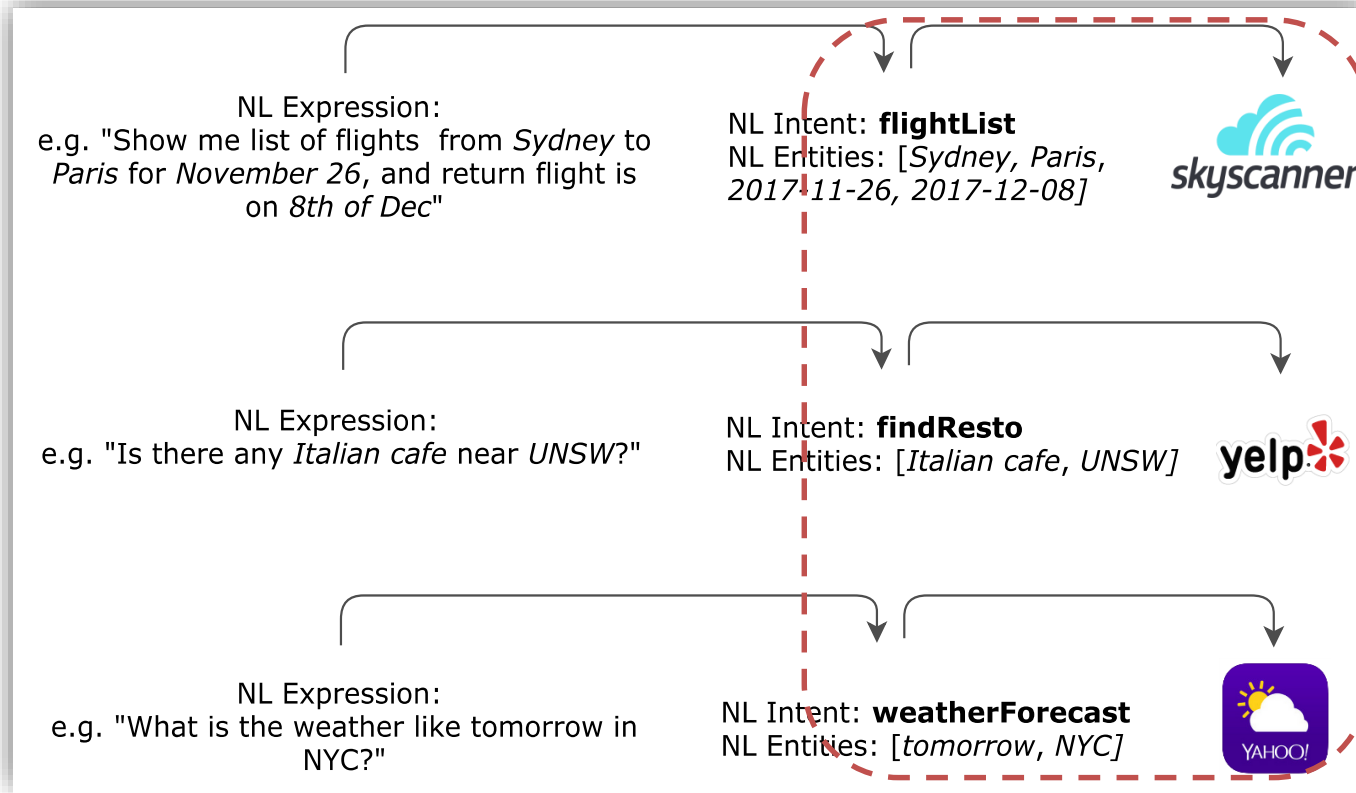 NL Expression:
e.g. "Show me list of flights from Sydney to
Paris for November 26, and return flight is
on 8th of Dec"
NL Intent: flightList
NL Entities: [Sydney, Paris,
2017-11-26, 2017-12-08]
skyscanner
NL Expression:
e.g. "Is there any Italian cafe near UNSW?"
NL Intent: findResto
NL Entities: [Italian cafe, UNSW]
yelp
NL Expression:
e.g. "What is the weather like tomorrow in
NYC?"
NL Intent: weatherForecast
NL Entities: [tomorrow, NYC]
YAHOO!